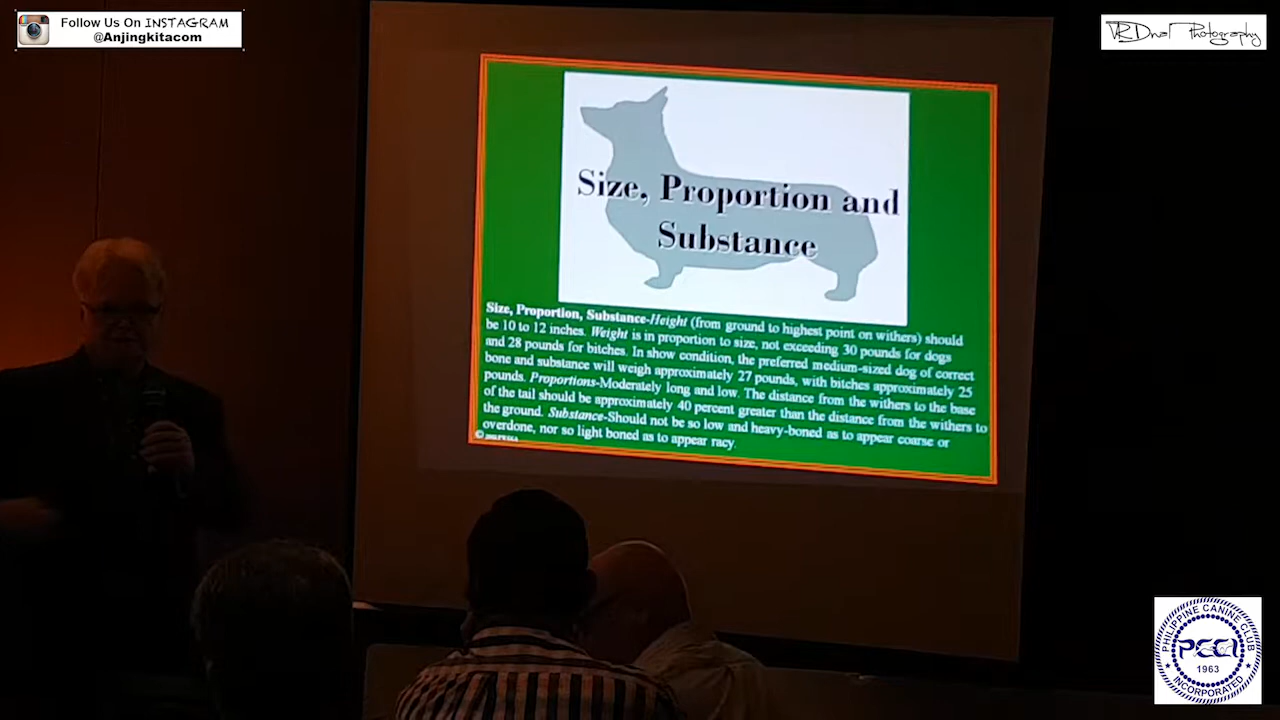 Follow Us On INSTAGRAM
@Anjingkitacom
VRDnal Photography
Size, Proportion and
Substance
Size, Proportion, Substance-Height (from ground to highest point on withers) should
be 10 to 12 inches. Weight is in proportion to size, not exceeding 30 pounds for dogs
and 28 pounds for bitches. In show condition, the preferred medium-sized dog of correct
bone and substance will weigh approximately 27 pounds, with bitches approximately 25
pounds. Proportions-Moderately long and low. The distance from the withers to the base
of the tail should be approximately 40 percent greater than the distance from the withers to
the ground. Substance-Should not be so low and heavy-boned as to appear coarse or
overdone, nor so light boned as to appear racy.
©
PHILIPPINE CANINE CLUB
PCCI
1963
INCORPORATED